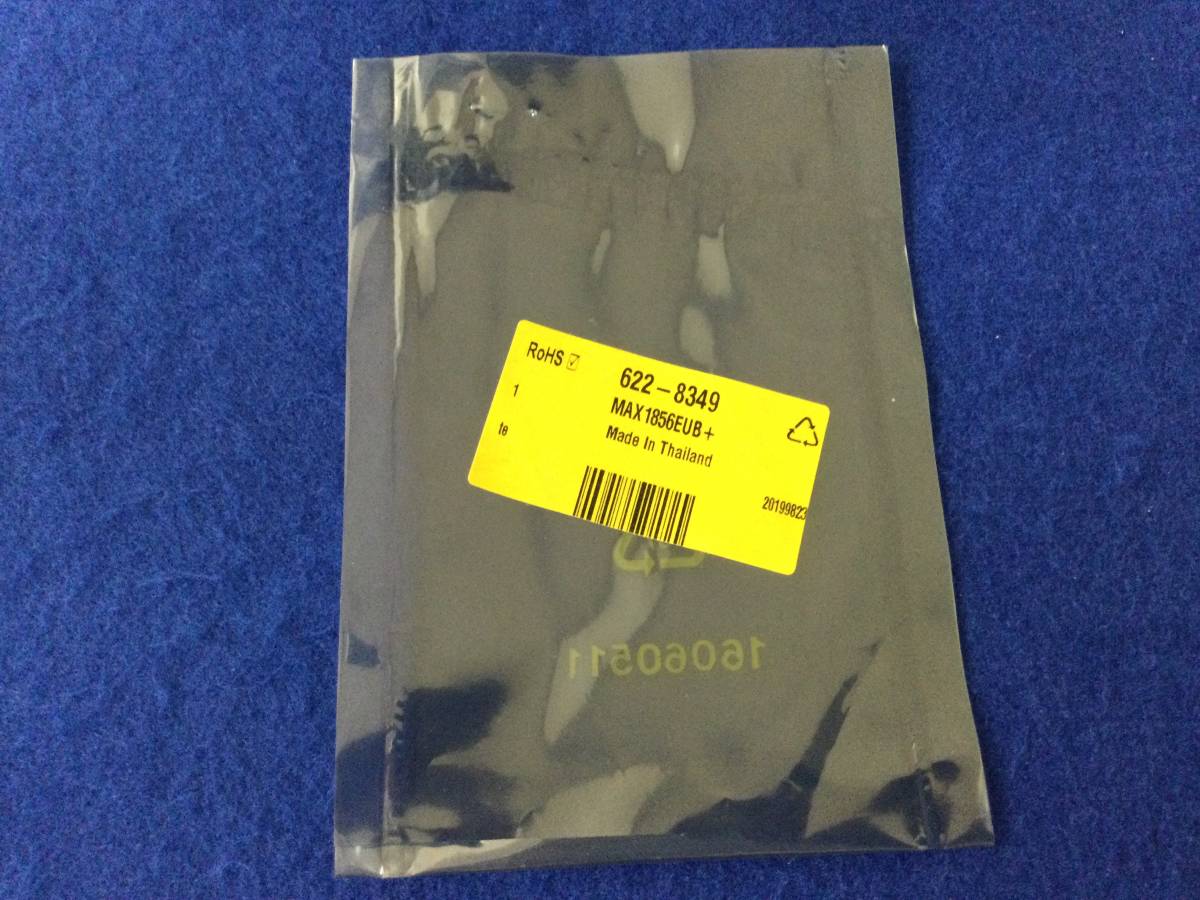 RoHS ☑
622-8349
1
MAX1856EUB+
te
Made In Thailand
20199823
16060511